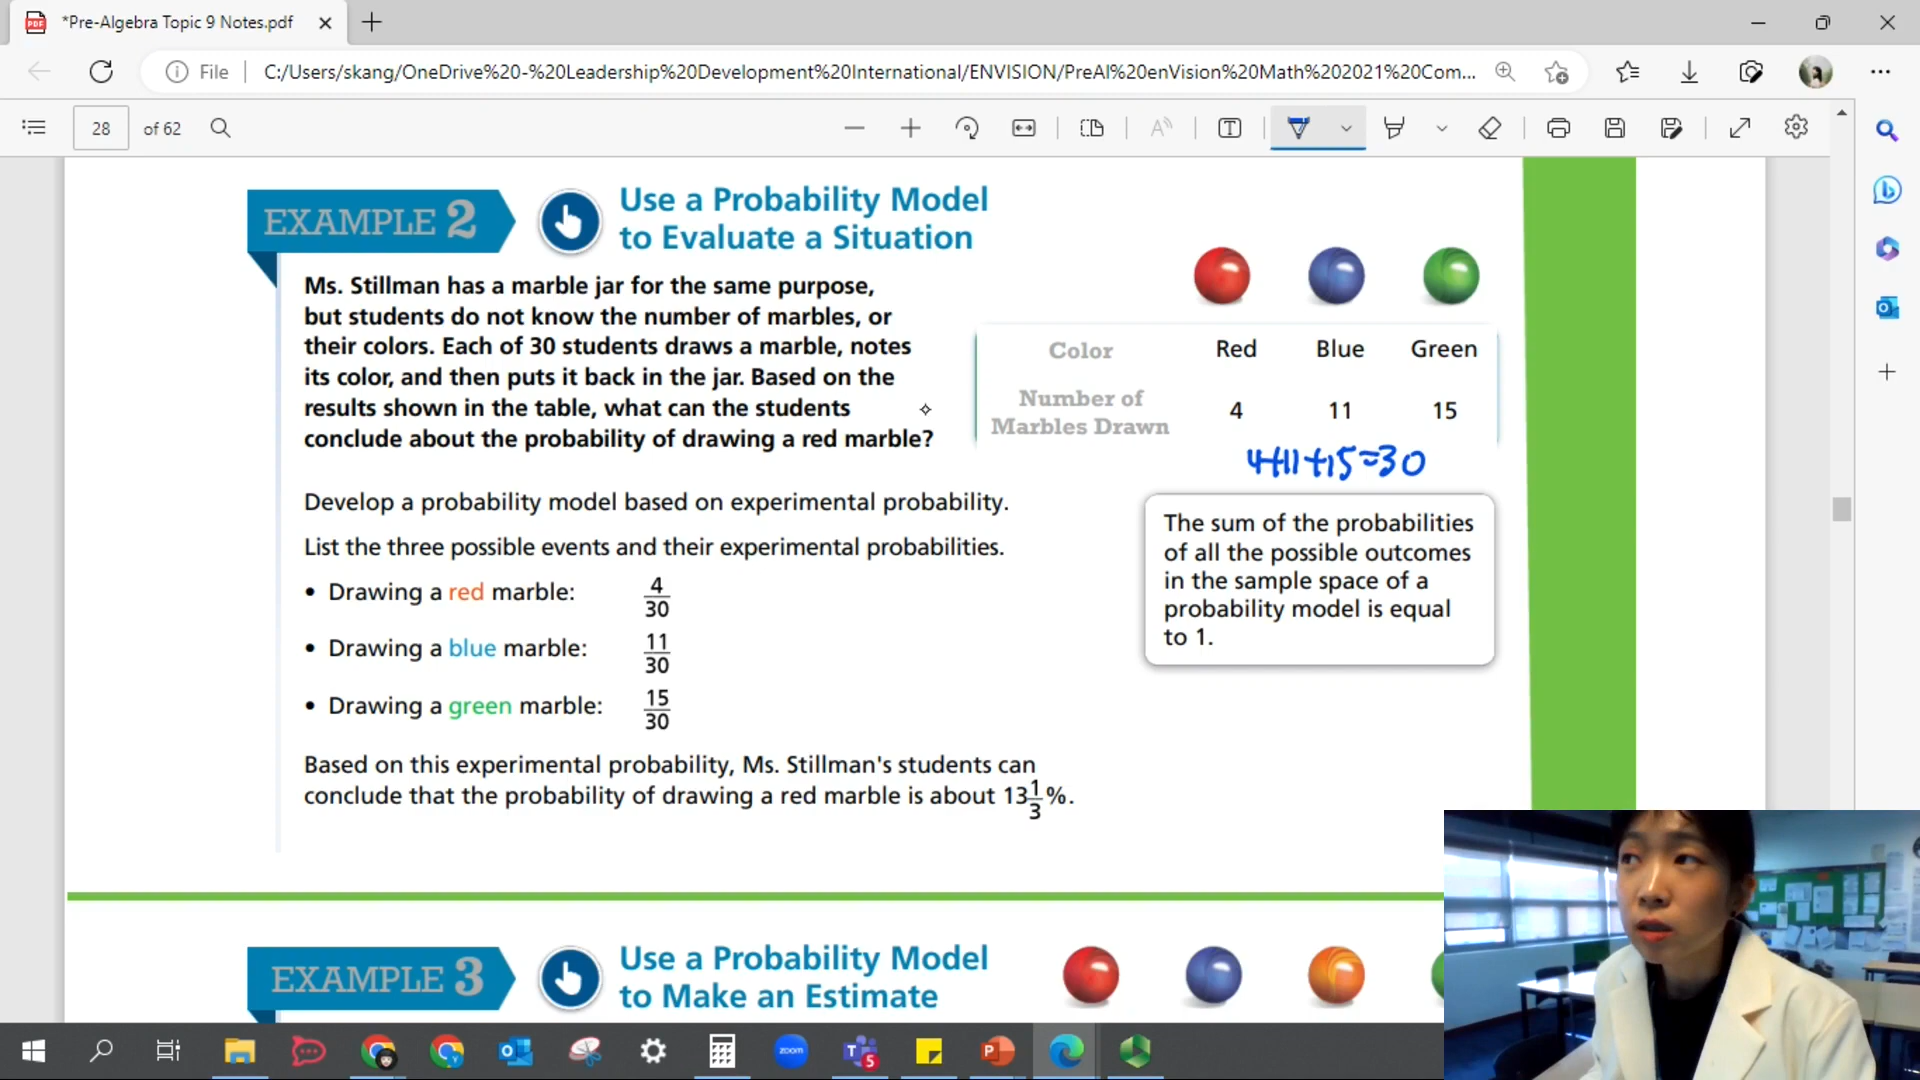 *Pre-Algebra Topic 9 Notes.pdf
File
C:/Users/skang/OneDrive%20-%20Leadership%20Development%20International/ENVISION/PreAl%20enVision%20Math%202021%20Com...
28 of 62
EXAMPLE 2
Use a Probability Model
to Evaluate a Situation
Ms. Stillman has a marble jar for the same purpose,
but students do not know the number of marbles, or
their colors. Each of 30 students draws a marble, notes
its color, and then puts it back in the jar. Based on the
results shown in the table, what can the students
conclude about the probability of drawing a red marble?
Color Red Blue Green
Number of
Marbles Drawn 4 11 15
4+11+15=30
Develop a probability model based on experimental probability.
List the three possible events and their experimental probabilities.
• Drawing a red marble: 4/30
• Drawing a blue marble: 11/30
• Drawing a green marble: 15/30
The sum of the probabilities
of all the possible outcomes
in the sample space of a
probability model is equal
to 1.
Based on this experimental probability, Ms. Stillman's students can
conclude that the probability of drawing a red marble is about 13 1/3 %.
EXAMPLE 3
Use a Probability Model
to Make an Estimate
zoom
5